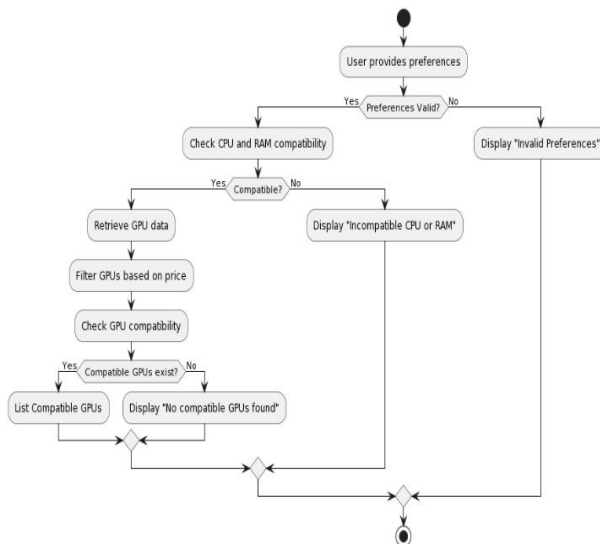 User provides preferences
Yes
Preferences Valid?
No
Check CPU and RAM compatibility
Display "Invalid Preferences"
Yes
Compatible?
No
Retrieve GPU data
Display "Incompatible CPU or RAM"
Filter GPUs based on price
Check GPU compatibility
Yes
Compatible GPUs exist?
No
List Compatible GPUs
Display "No compatible GPUs found"